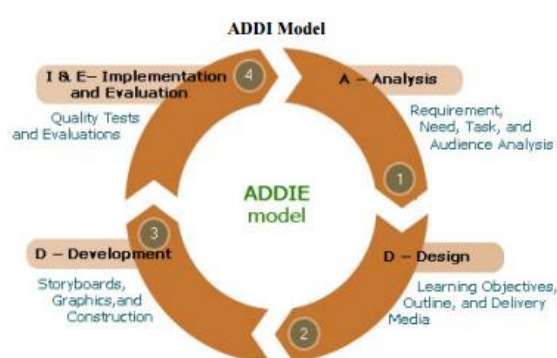 ADDI Model
I & E– Implementation
and Evaluation
Quality Tests
and Evaluations
4
A – Analysis
Requirement,
Need, Task, and
Audience Analysis
1
ADDIE
model
3
D – Development
Storyboards,
Graphics,and
Construction
D – Design
Learning Objectives,
Outline, and Delivery
Media
2